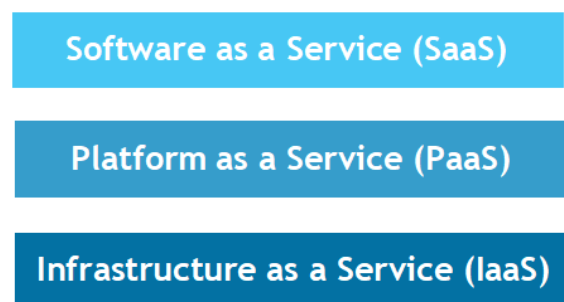 Software as a Service (SaaS)
Platform as a Service (PaaS)
Infrastructure as a Service (IaaS)